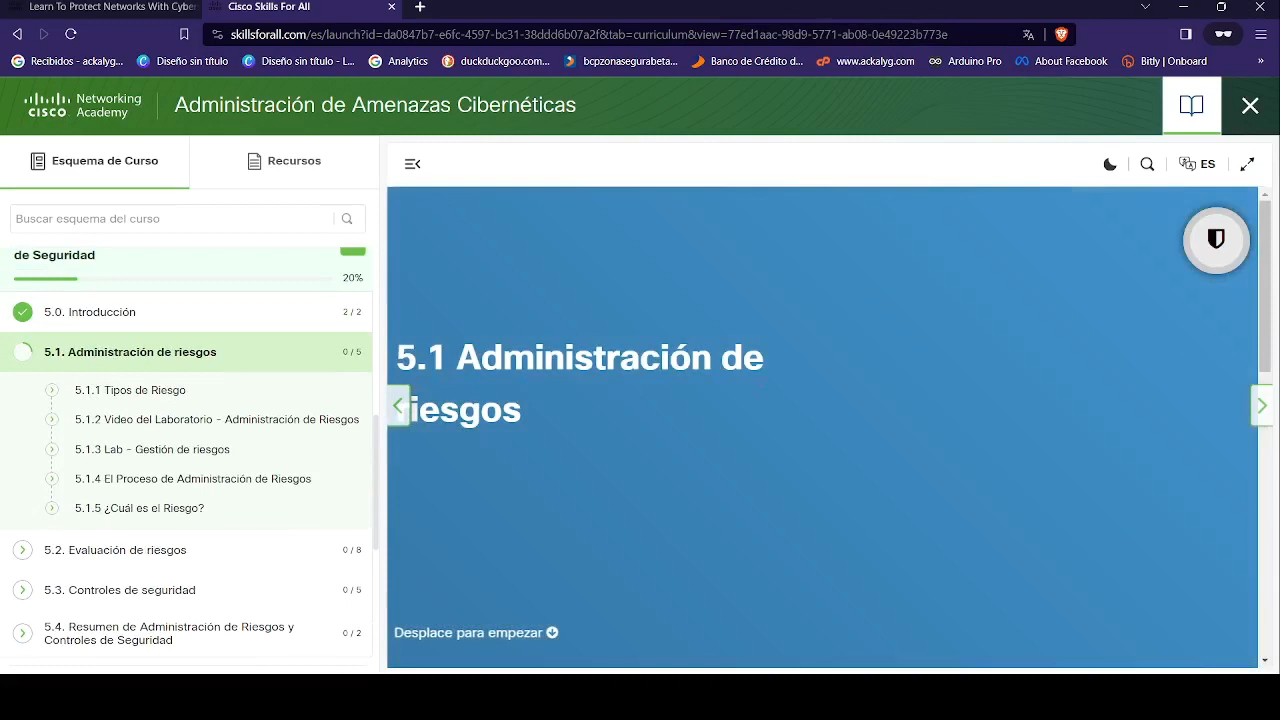 Learn To Protect Networks With Cyber
Cisco Skills For All
skillsforall.com/es/launch?id=da0847b7-e6fc-4597-bc31-38ddd6b07a2f&tab=curriculum&view=77ed1aac-98d9-5771-ab08-0e49223b773e
Recibidos - ackalyg...
Diseño sin título
Diseño sin título - L...
Analytics
duckduckgoo.com...
bcpzonasegurabeta...
Banco de Crédito d...
www.ackalyg.com
Arduino Pro
About Facebook
Bitly | Onboard
»
cisco Networking Academy
Administración de Amenazas Cibernéticas
Esquema de Curso
Recursos
ES
Buscar esquema del curso
de Seguridad
20%
5.0. Introducción 2 / 2
5.1. Administración de riesgos 0 / 5
5.1.1 Tipos de Riesgo
5.1.2 Video del Laboratorio - Administración de Riesgos
5.1.3 Lab - Gestión de riesgos
5.1.4 El Proceso de Administración de Riesgos
5.1.5 ¿Cuál es el Riesgo?
5.2. Evaluación de riesgos 0 / 8
5.3. Controles de seguridad 0 / 5
5.4. Resumen de Administración de Riesgos y
Controles de Seguridad 0 / 2
5.1 Administración de
riesgos
Desplace para empezar